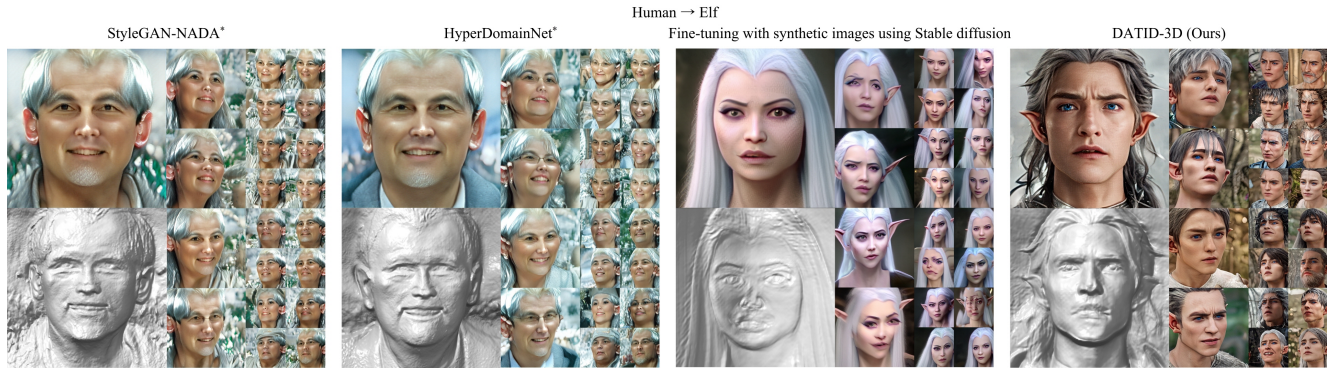 Human → Elf
StyleGAN-NADA*
HyperDomainNet*
Fine-tuning with synthetic images using Stable diffusion
DATID-3D (Ours)